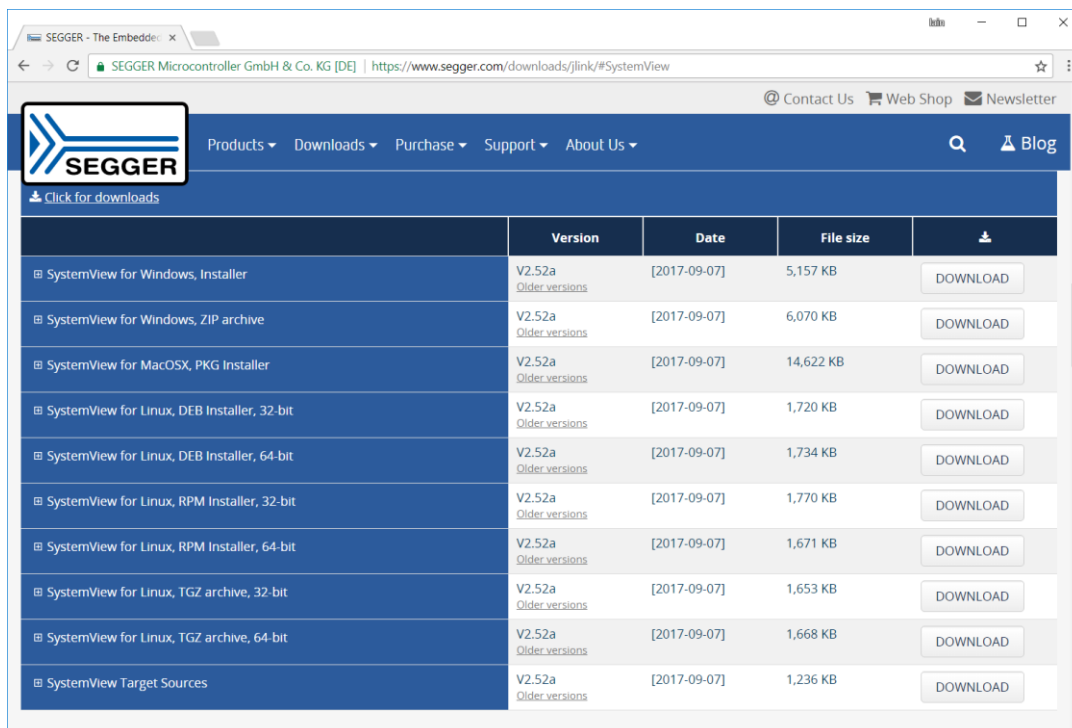 SEGGER - The Embedded
SEGGER Microcontroller GmbH & Co. KG [DE] | https://www.segger.com/downloads/jlink/#SystemView
@ Contact Us Web Shop Newsletter
SEGGER
Products Downloads Purchase Support About Us Blog
Click for downloads
Version Date File size
SystemView for Windows, Installer V2.52a [2017-09-07] 5,157 KB DOWNLOAD
Older versions
SystemView for Windows, ZIP archive V2.52a [2017-09-07] 6,070 KB DOWNLOAD
Older versions
SystemView for MacOSX, PKG Installer V2.52a [2017-09-07] 14,622 KB DOWNLOAD
Older versions
SystemView for Linux, DEB Installer, 32-bit V2.52a [2017-09-07] 1,720 KB DOWNLOAD
Older versions
SystemView for Linux, DEB Installer, 64-bit V2.52a [2017-09-07] 1,734 KB DOWNLOAD
Older versions
SystemView for Linux, RPM Installer, 32-bit V2.52a [2017-09-07] 1,770 KB DOWNLOAD
Older versions
SystemView for Linux, RPM Installer, 64-bit V2.52a [2017-09-07] 1,671 KB DOWNLOAD
Older versions
SystemView for Linux, TGZ archive, 32-bit V2.52a [2017-09-07] 1,653 KB DOWNLOAD
Older versions
SystemView for Linux, TGZ archive, 64-bit V2.52a [2017-09-07] 1,668 KB DOWNLOAD
Older versions
SystemView Target Sources V2.52a [2017-09-07] 1,236 KB DOWNLOAD
Older versions